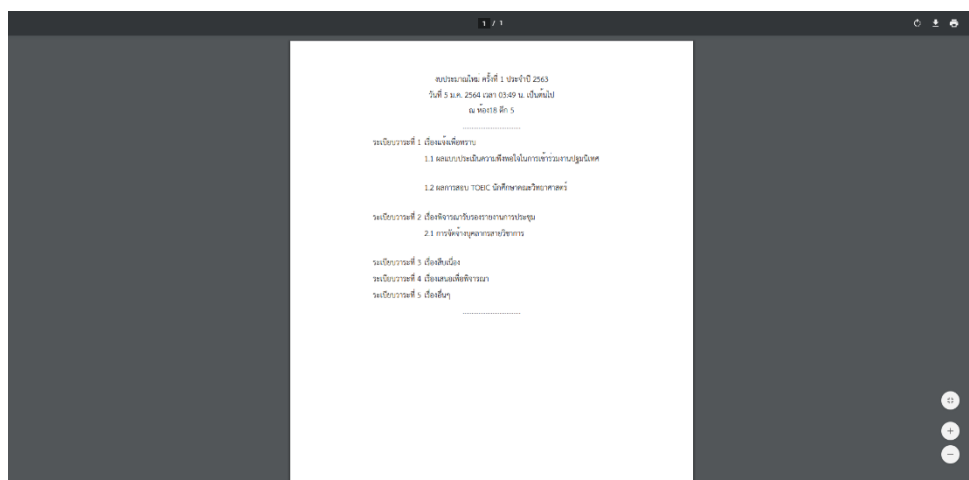 1 / 1
งบประมาณใหม่ ครั้งที่ 1 ประจำปี 2563
วันที่ 5 ม.ค. 2564 เวลา 03:49 น. เป็นต้นไป
ณ ห้อง18 ตึก 5
ระเบียบวาระที่ 1 เรื่องแจ้งเพื่อทราบ
1.1 ผลแบบประเมินความพึงพอใจในการเข้าร่วมงานปฐมนิเทศ
1.2 ผลการสอบ TOEIC นักศึกษาคณะวิทยาศาสตร์
ระเบียบวาระที่ 2 เรื่องพิจารณารับรองรายงานการประชุม
2.1 การจัดจ้างบุคลากรสายวิชาการ
ระเบียบวาระที่ 3 เรื่องสืบเนื่อง
ระเบียบวาระที่ 4 เรื่องเสนอเพื่อพิจารณา
ระเบียบวาระที่ 5 เรื่องอื่นๆ